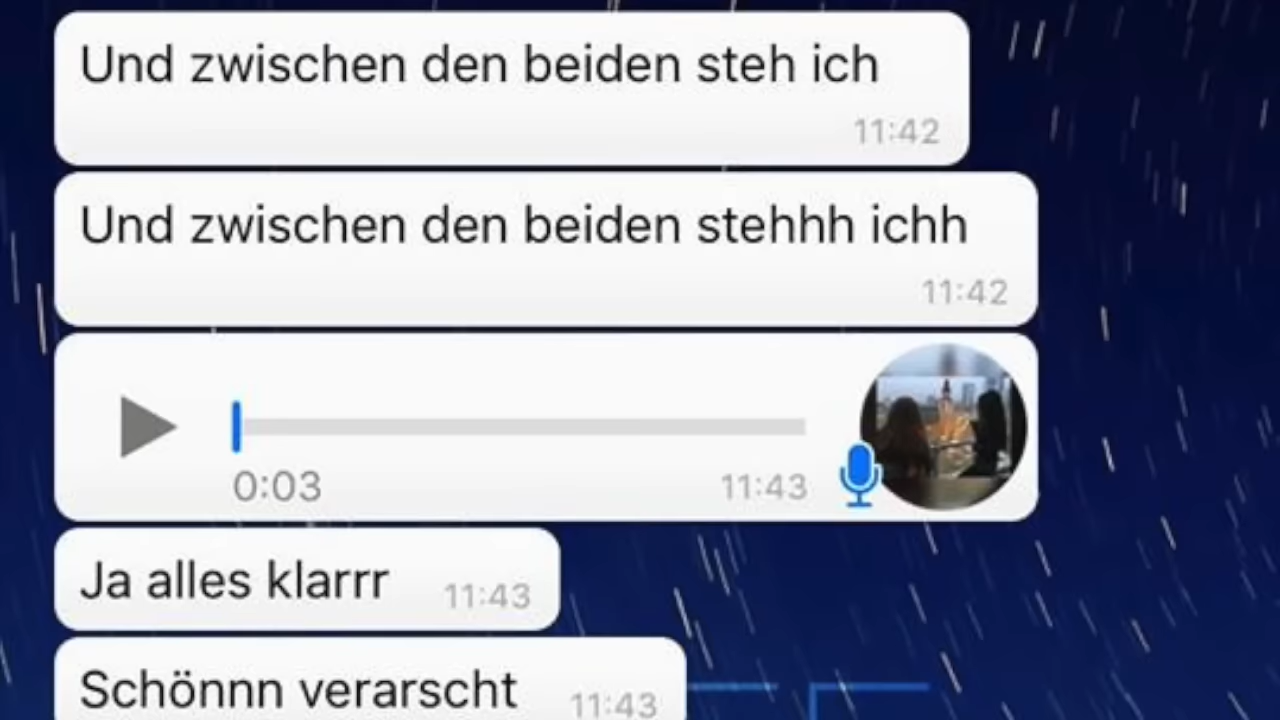 Und zwischen den beiden steh ich
11:42
Und zwischen den beiden stehhh ichh
11:42
0:03 11:43
Ja alles klarrr 11:43
Schönnn verarscht 11:43